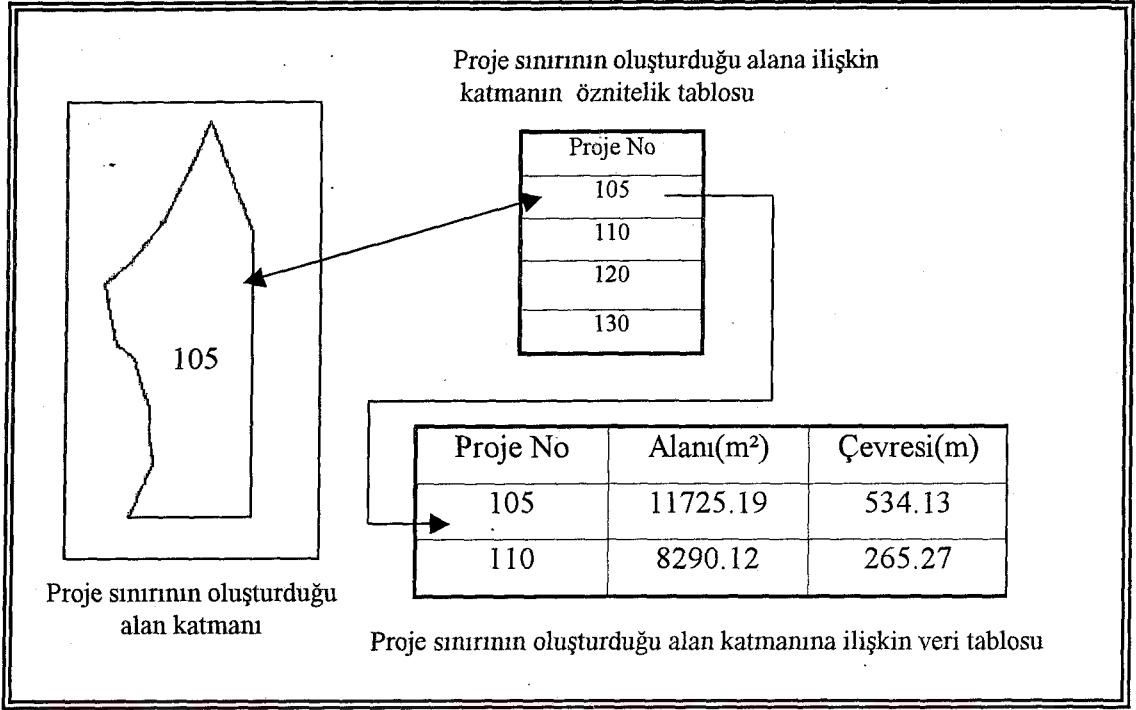 Proje sınırının oluşturduğu alana ilişkin
katmanın öznitelik tablosu
Proje No
105
110
120
130
105
Proje No Alanı(m²) Çevresi(m)
105 11725.19 534.13
110 8290.12 265.27
Proje sınırının oluşturduğu
alan katmanı
Proje sınırının oluşturduğu alan katmanına ilişkin veri tablosu